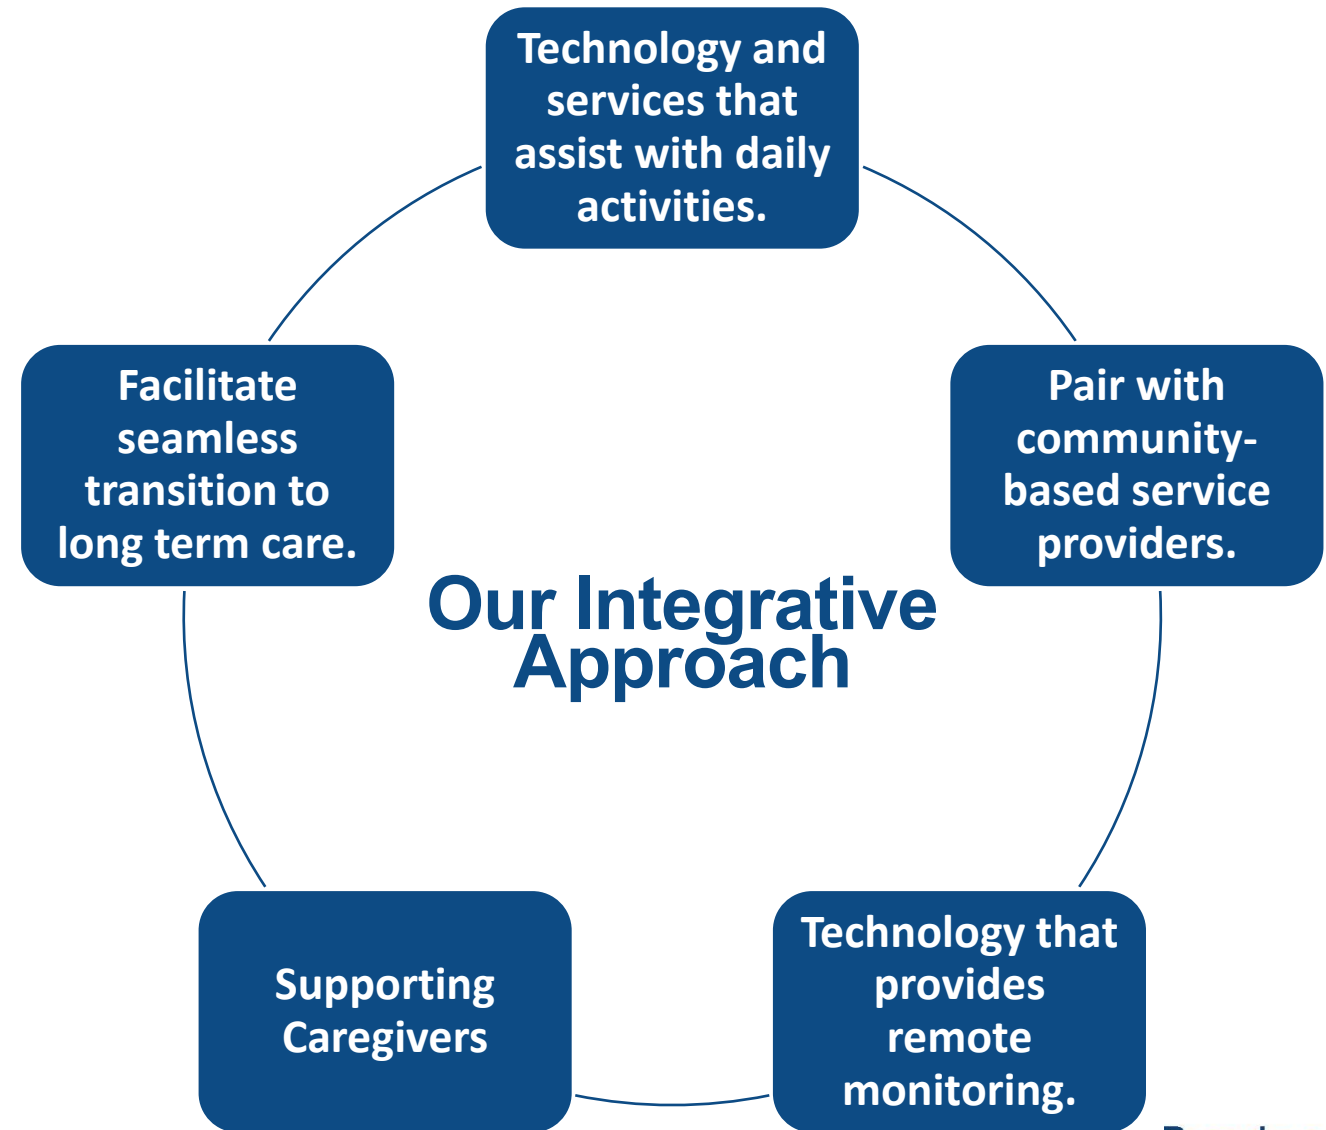 Technology and
services that
assist with daily
activities.
Pair with
community-
based service
providers.
Technology that
provides
remote
monitoring.
Supporting
Caregivers
Facilitate
seamless
transition to
long term care.
Our Integrative
Approach